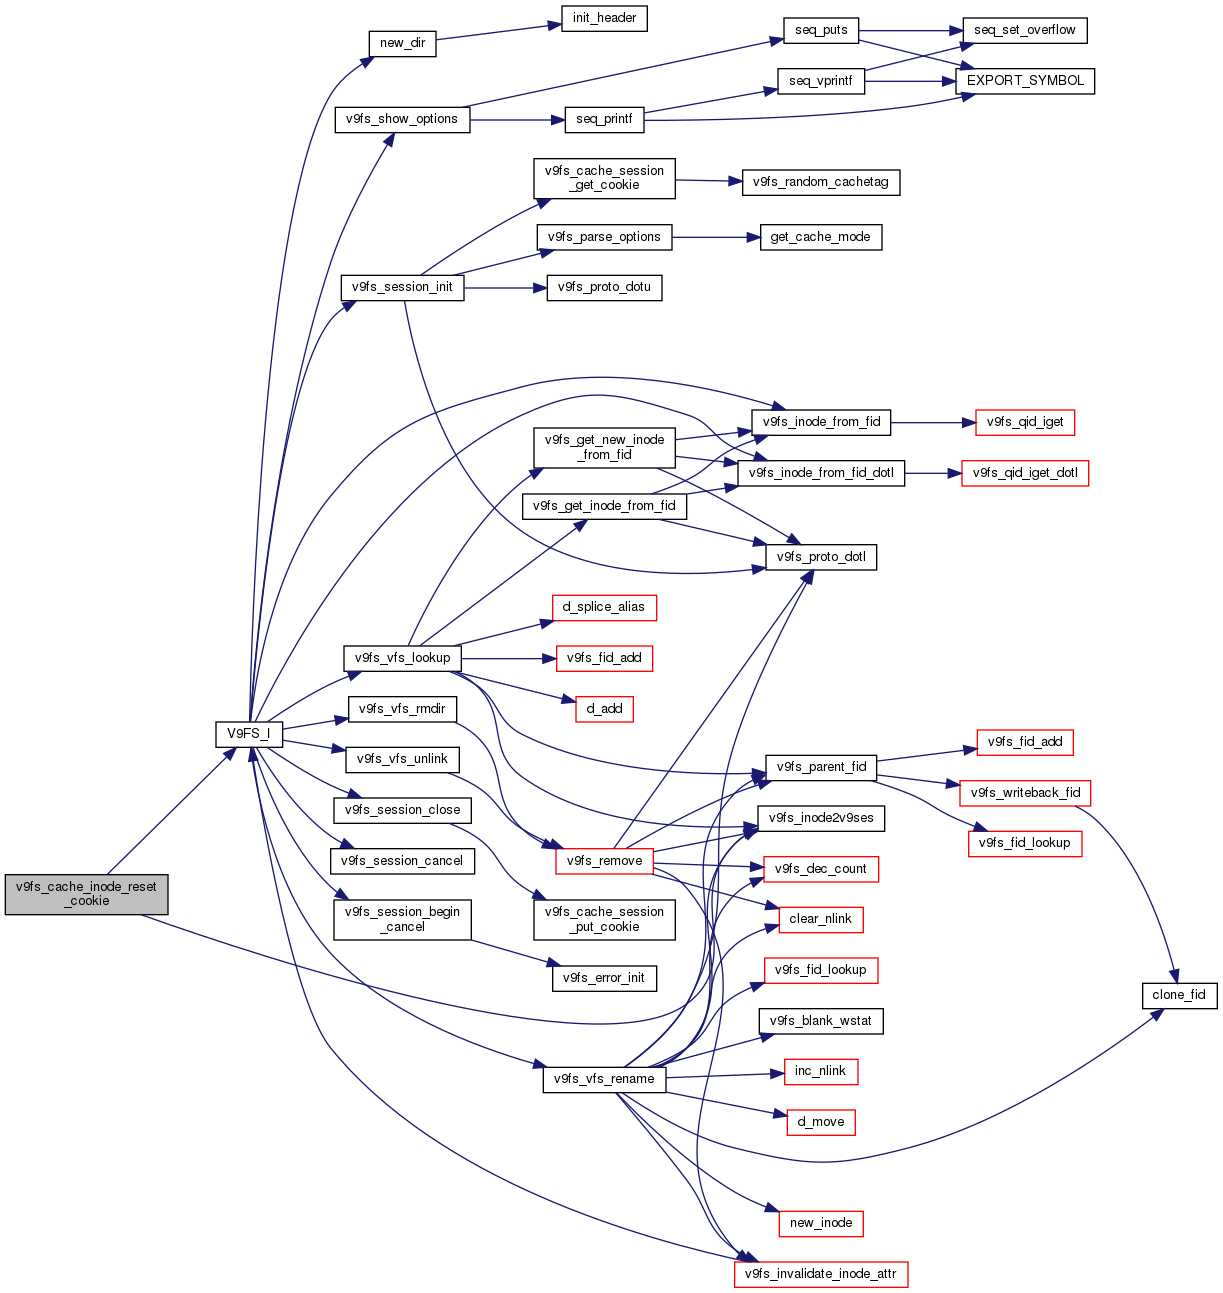 init_header
new_dir
seq_puts
seq_set_overflow
seq_vprintf
EXPORT_SYMBOL
v9fs_show_options
seq_printf
v9fs_cache_session
_get_cookie
v9fs_random_cachetag
v9fs_parse_options
get_cache_mode
v9fs_session_init
v9fs_proto_dotu
v9fs_inode_from_fid
v9fs_qid_iget
v9fs_get_new_inode
_from_fid
v9fs_inode_from_fid_dotl
v9fs_qid_iget_dotl
v9fs_get_inode_from_fid
v9fs_proto_dotl
d_splice_alias
v9fs_vfs_lookup
v9fs_fid_add
d_add
v9fs_vfs_rmdir
V9FS_I
v9fs_fid_add
v9fs_vfs_unlink
v9fs_parent_fid
v9fs_writeback_fid
v9fs_session_close
v9fs_inode2v9ses
v9fs_fid_lookup
v9fs_session_cancel
v9fs_remove
v9fs_dec_count
v9fs_cache_inode_reset
_cookie
v9fs_session_begin
_cancel
v9fs_cache_session
_put_cookie
clear_nlink
v9fs_error_init
v9fs_fid_lookup
clone_fid
v9fs_blank_wstat
v9fs_vfs_rename
inc_nlink
d_move
new_inode
v9fs_invalidate_inode_attr